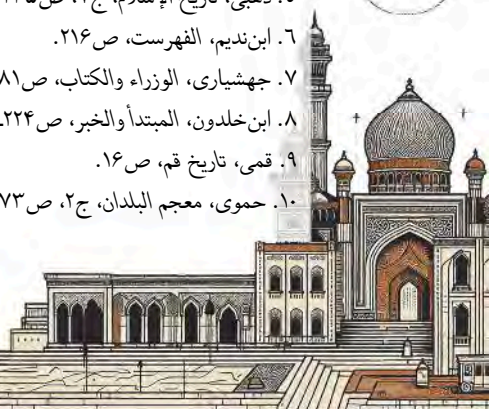 ۶. ابن‌ندیم، الفهرست، ص۲۱۶.
۷. جهشیاری، الوزراء والکتاب، ص۸۱
۸. ابن‌خلدون، المبتدأ والخبر، ص۲۲۴.
۹. قمی، تاریخ قم، ص۱۶.
۱۰. حموی، معجم البلدان، ج۲، ص۷۳